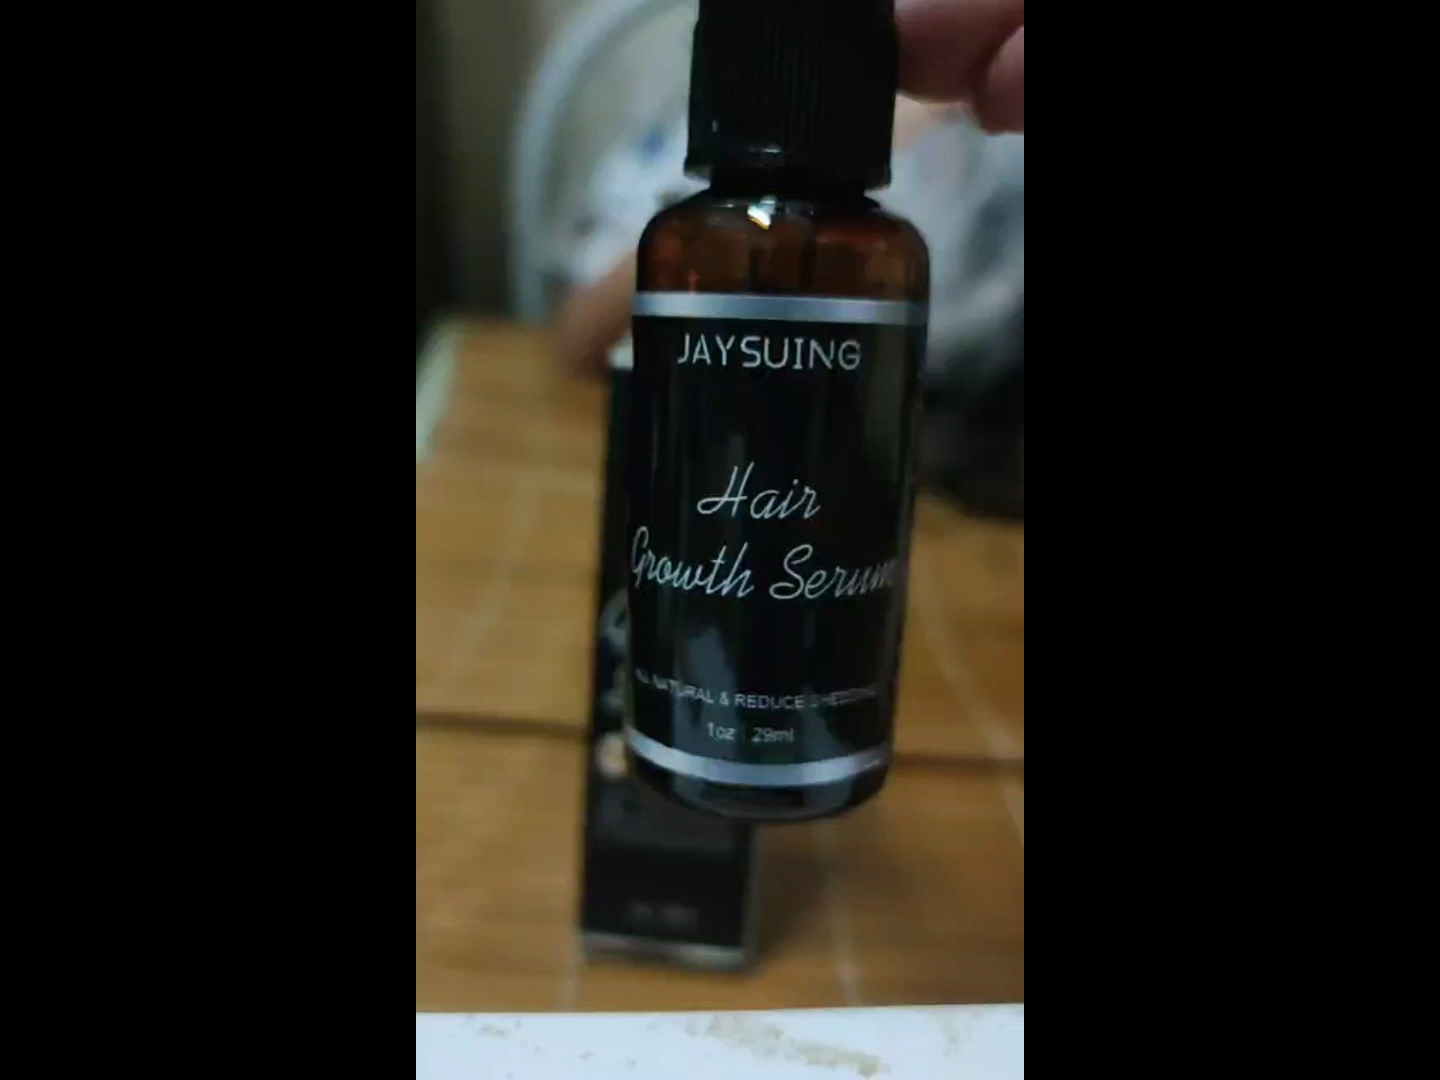 JAYSUING
Hair
Growth Serum
ALL NATURAL & REDUCE SHEDDING
1oz 29ml